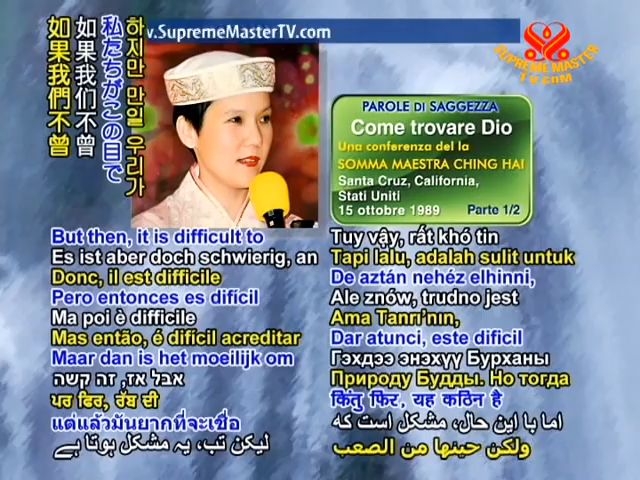 www.SupremeMasterTV.com
SUPREME MASTER
TV.COM
하지만 만일 우리가
私たちがこの目で
如果我们不曾
如果我們不曾
PAROLE DI SAGGEZZA
Come trovare Dio
Una conferenza del la
SOMMA MAESTRA CHING HAI
Santa Cruz, California,
Stati Uniti
15 ottobre 1989
Parte 1/2
But then, it is difficult to
Es ist aber doch schwierig, an
Donc, il est difficile
Pero entonces es difícil
Ma poi è difficile
Mas então, é difícil acreditar
Maar dan is het moeilijk om
אבל אז, זה קשה
ਪਰ ਫਿਰ, ਰੱਬ ਦੀ
แต่แล้วมันยากที่จะเชื่อ
لیکن تب، یہ مشکل ہوتا ہے
Tuy vậy, rất khó tin
Tapi lalu, adalah sulit untuk
De aztán nehéz elhinni,
Ale znów, trudno jest
Ama Tanrı'nın,
Dar atunci, este dificil
Гэхдээ энэхүү Бурханы
Природу Будды. Но тогда
किंतु फिर, यह कठिन है
اما با این حال، مشکل است که
ولكن حينها من الصعب